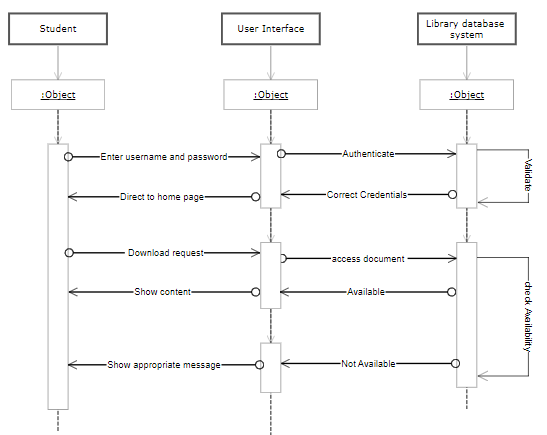 Student
User Interface
Library database
system
:Object
:Object
:Object
Enter username and password
Authenticate
Validate
Direct to home page
Correct Credentials
Download request
access document
Show content
Available
check Availability
Show appropriate message
Not Available